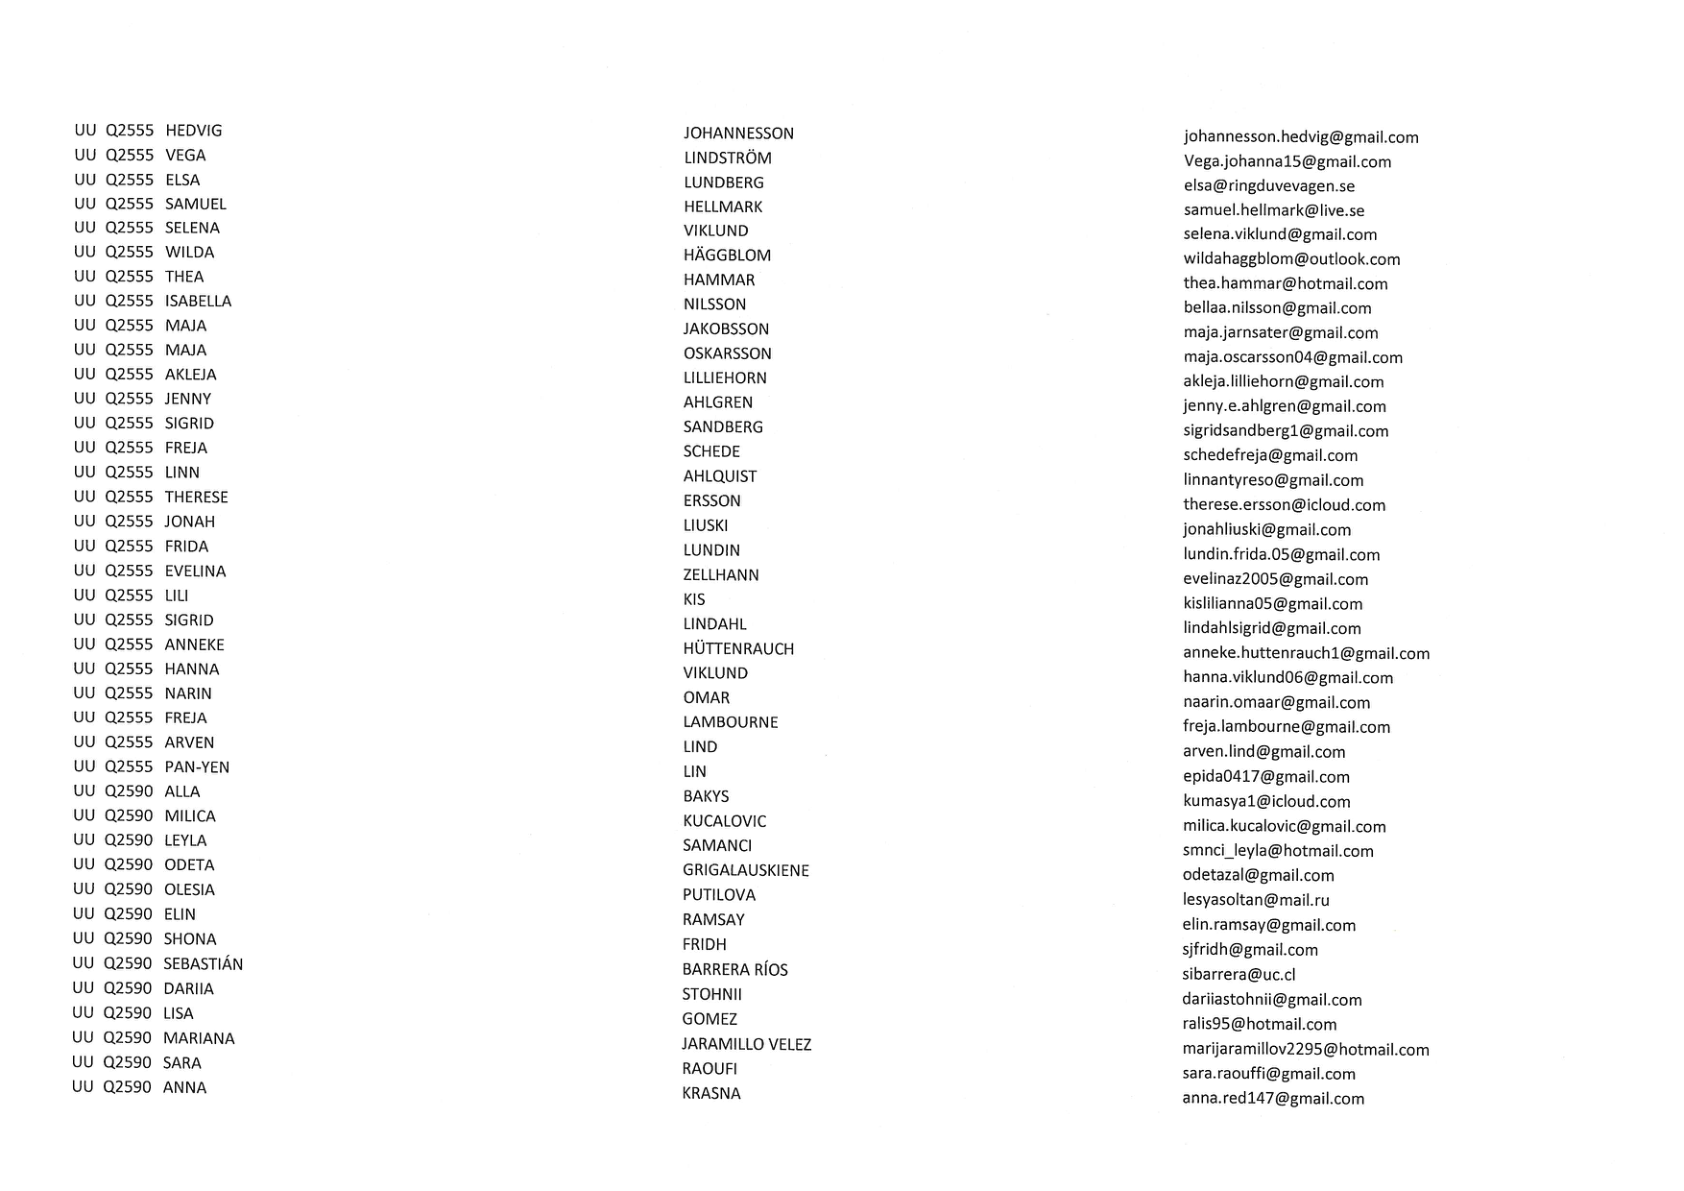 UU Q2555 HEDVIG JOHANNESSON johannesson.hedvig@gmail.com
UU Q2555 VEGA LINDSTRÖM Vega.johanna15@gmail.com
UU Q2555 ELSA LUNDBERG elsa@ringduvevagen.se
UU Q2555 SAMUEL HELLMARK samuel.hellmark@live.se
UU Q2555 SELENA VIKLUND selena.viklund@gmail.com
UU Q2555 WILDA HÄGGBLOM wildahaggblom@outlook.com
UU Q2555 THEA HAMMAR thea.hammar@hotmail.com
UU Q2555 ISABELLA NILSSON bellaa.nilsson@gmail.com
UU Q2555 MAJA JAKOBSSON maja.jarnsater@gmail.com
UU Q2555 MAJA OSKARSSON maja.oscarsson04@gmail.com
UU Q2555 AKLEJA LILLIEHORN akleja.lilliehorn@gmail.com
UU Q2555 JENNY AHLGREN jenny.e.ahlgren@gmail.com
UU Q2555 SIGRID SANDBERG sigridsandberg1@gmail.com
UU Q2555 FREJA SCHEDE schedefreja@gmail.com
UU Q2555 LINN AHLQUIST linnantyreso@gmail.com
UU Q2555 THERESE ERSSON therese.ersson@icloud.com
UU Q2555 JONAH LIUSKI jonahliuski@gmail.com
UU Q2555 FRIDA LUNDIN lundin.frida.05@gmail.com
UU Q2555 EVELINA ZELLHANN evelinaz2005@gmail.com
UU Q2555 LILI KIS kislilianna05@gmail.com
UU Q2555 SIGRID LINDAHL lindahlsigrid@gmail.com
UU Q2555 ANNEKE HÜTTENRAUCH anneke.huttenrauch1@gmail.com
UU Q2555 HANNA VIKLUND hanna.viklund06@gmail.com
UU Q2555 NARIN OMAR naarin.omaar@gmail.com
UU Q2555 FREJA LAMBOURNE freja.lambourne@gmail.com
UU Q2555 ARVEN LIND arven.lind@gmail.com
UU Q2555 PAN-YEN LIN epida0417@gmail.com
UU Q2590 ALLA BAKYS kumasya1@icloud.com
UU Q2590 MILICA KUCALOVIC milica.kucalovic@gmail.com
UU Q2590 LEYLA SAMANCI smnci_leyla@hotmail.com
UU Q2590 ODETA GRIGALAUSKIENE odetazal@gmail.com
UU Q2590 OLESIA PUTILOVA lesyasoltan@mail.ru
UU Q2590 ELIN RAMSAY elin.ramsay@gmail.com
UU Q2590 SHONA FRIDH sjfridh@gmail.com
UU Q2590 SEBASTIÁN BARRERA RÍOS sibarrera@uc.cl
UU Q2590 DARIIA STOHNII dariiastohnii@gmail.com
UU Q2590 LISA GOMEZ ralis95@hotmail.com
UU Q2590 MARIANA JARAMILLO VELEZ marijaramillov2295@hotmail.com
UU Q2590 SARA RAOUFI sara.raouffi@gmail.com
UU Q2590 ANNA KRASNA anna.red147@gmail.com